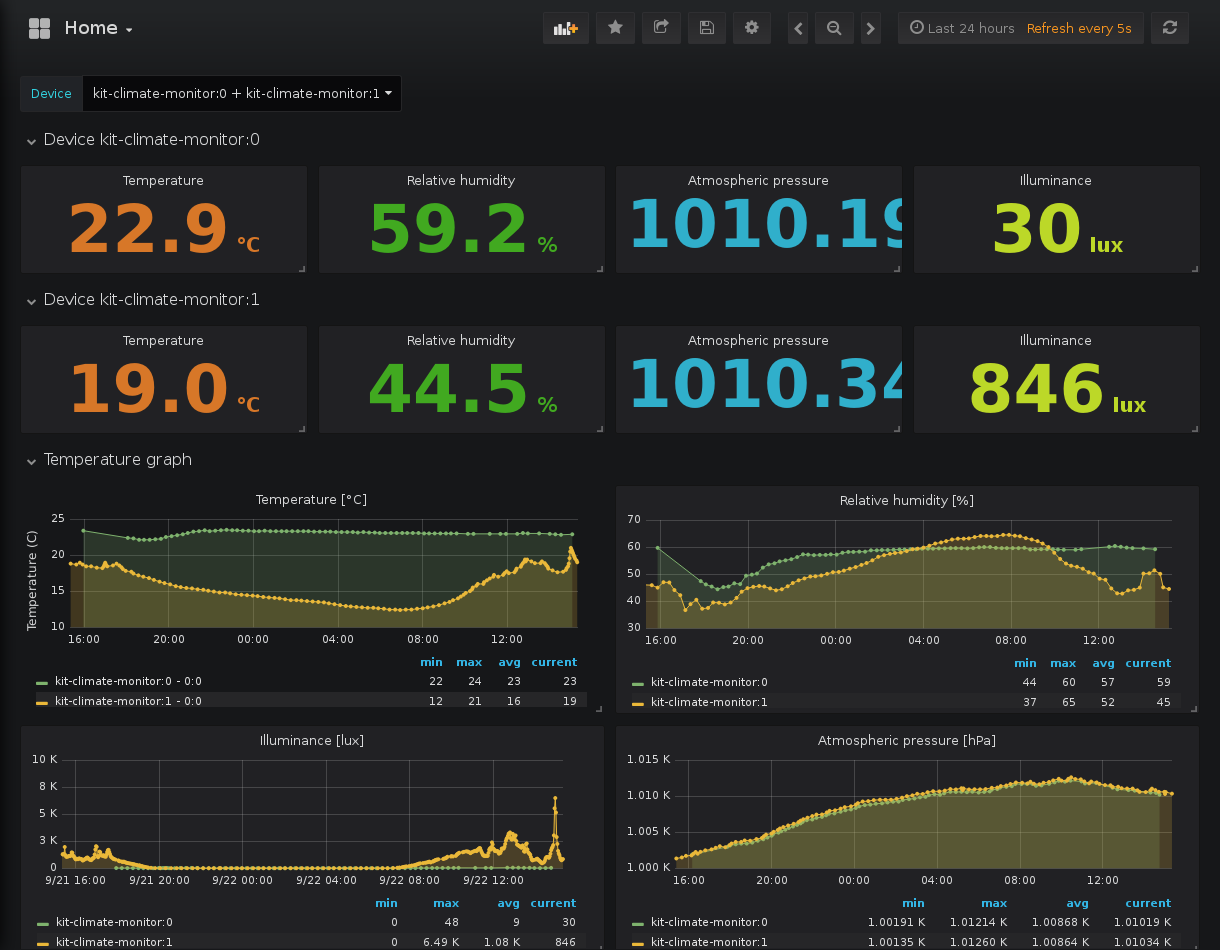 Home
Last 24 hours Refresh every 5s
Device kit-climate-monitor:0 + kit-climate-monitor:1
Device kit-climate-monitor:0
Temperature Relative humidity Atmospheric pressure Illuminance
22.9 °C 59.2 % 1010.19 30 lux
Device kit-climate-monitor:1
Temperature Relative humidity Atmospheric pressure Illuminance
19.0 °C 44.5 % 1010.34 846 lux
Temperature graph
Temperature [°C]
Temperature (C)
25
20
15
10
16:00 20:00 00:00 04:00 08:00 12:00
min max avg current
kit-climate-monitor:0 - 0:0 22 24 23 23
kit-climate-monitor:1 - 0:0 12 21 16 19
Relative humidity [%]
70
60
50
40
30
16:00 20:00 00:00 04:00 08:00 12:00
min max avg current
kit-climate-monitor:0 44 60 57 59
kit-climate-monitor:1 37 65 52 45
Illuminance [lux]
10 K
8 K
5 K
3 K
0
9/21 16:00 9/21 20:00 9/22 00:00 9/22 04:00 9/22 08:00 9/22 12:00
min max avg current
kit-climate-monitor:0 0 48 9 30
kit-climate-monitor:1 0 6.49 K 1.08 K 846
Atmospheric pressure [hPa]
1.015 K
1.010 K
1.005 K
1.000 K
16:00 20:00 00:00 04:00 08:00 12:00
min max avg current
kit-climate-monitor:0 1.00191 K 1.01214 K 1.00868 K 1.01019 K
kit-climate-monitor:1 1.00135 K 1.01260 K 1.00864 K 1.01034 K